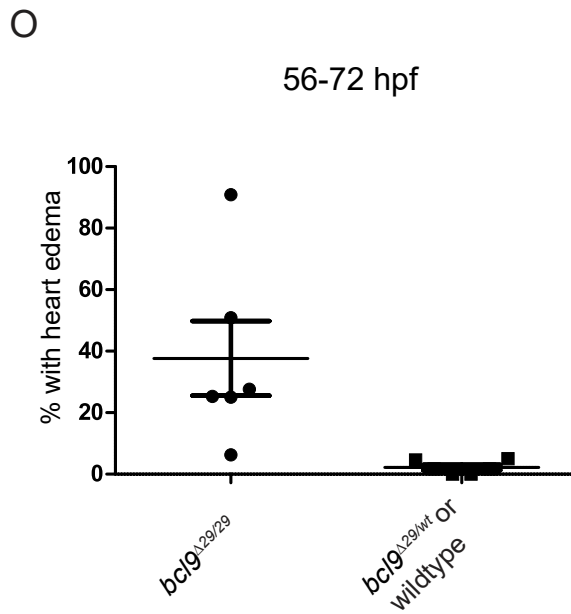 O
56-72 hpf
% with heart edema
100
80
60
40
20
0
bcl9Δ29/29
bcl9Δ29/wt or
wildtype